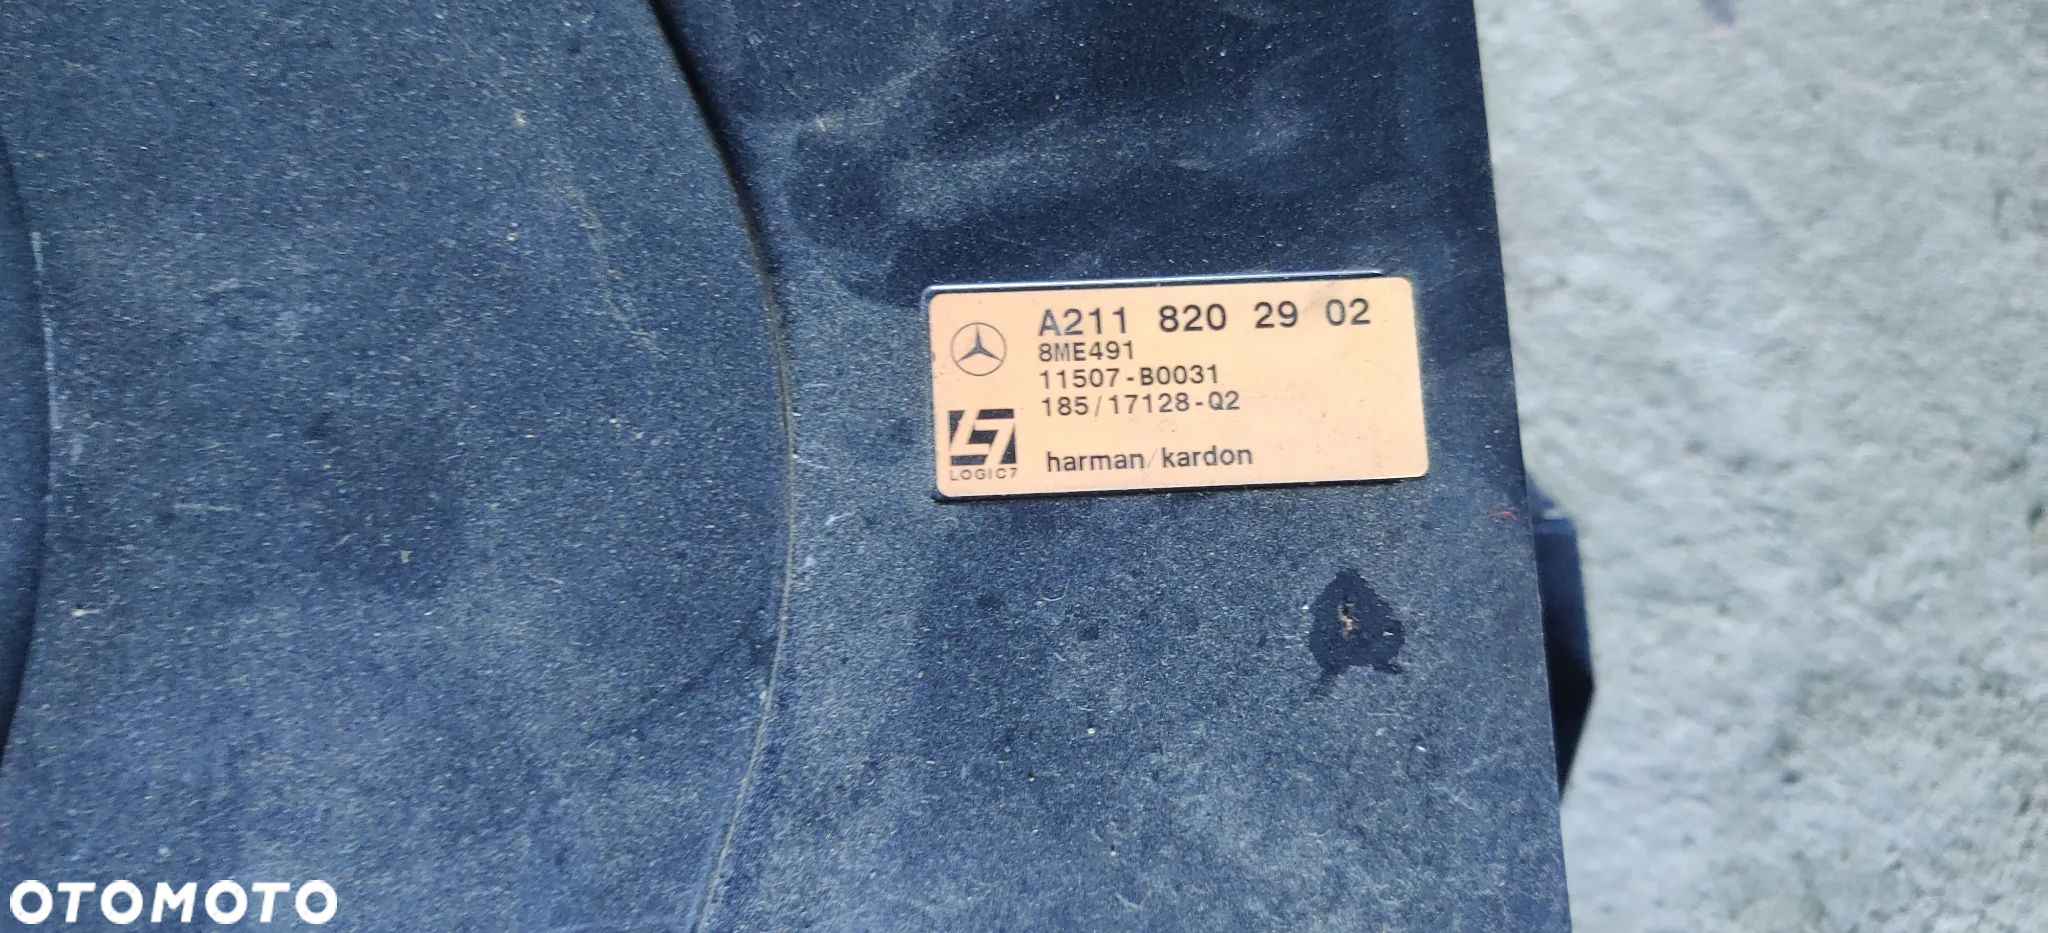 A211 820 29 02
8ME491
11507-B0031
185/17128-Q2
LOGIC7
harman/kardon
OTOMOTO